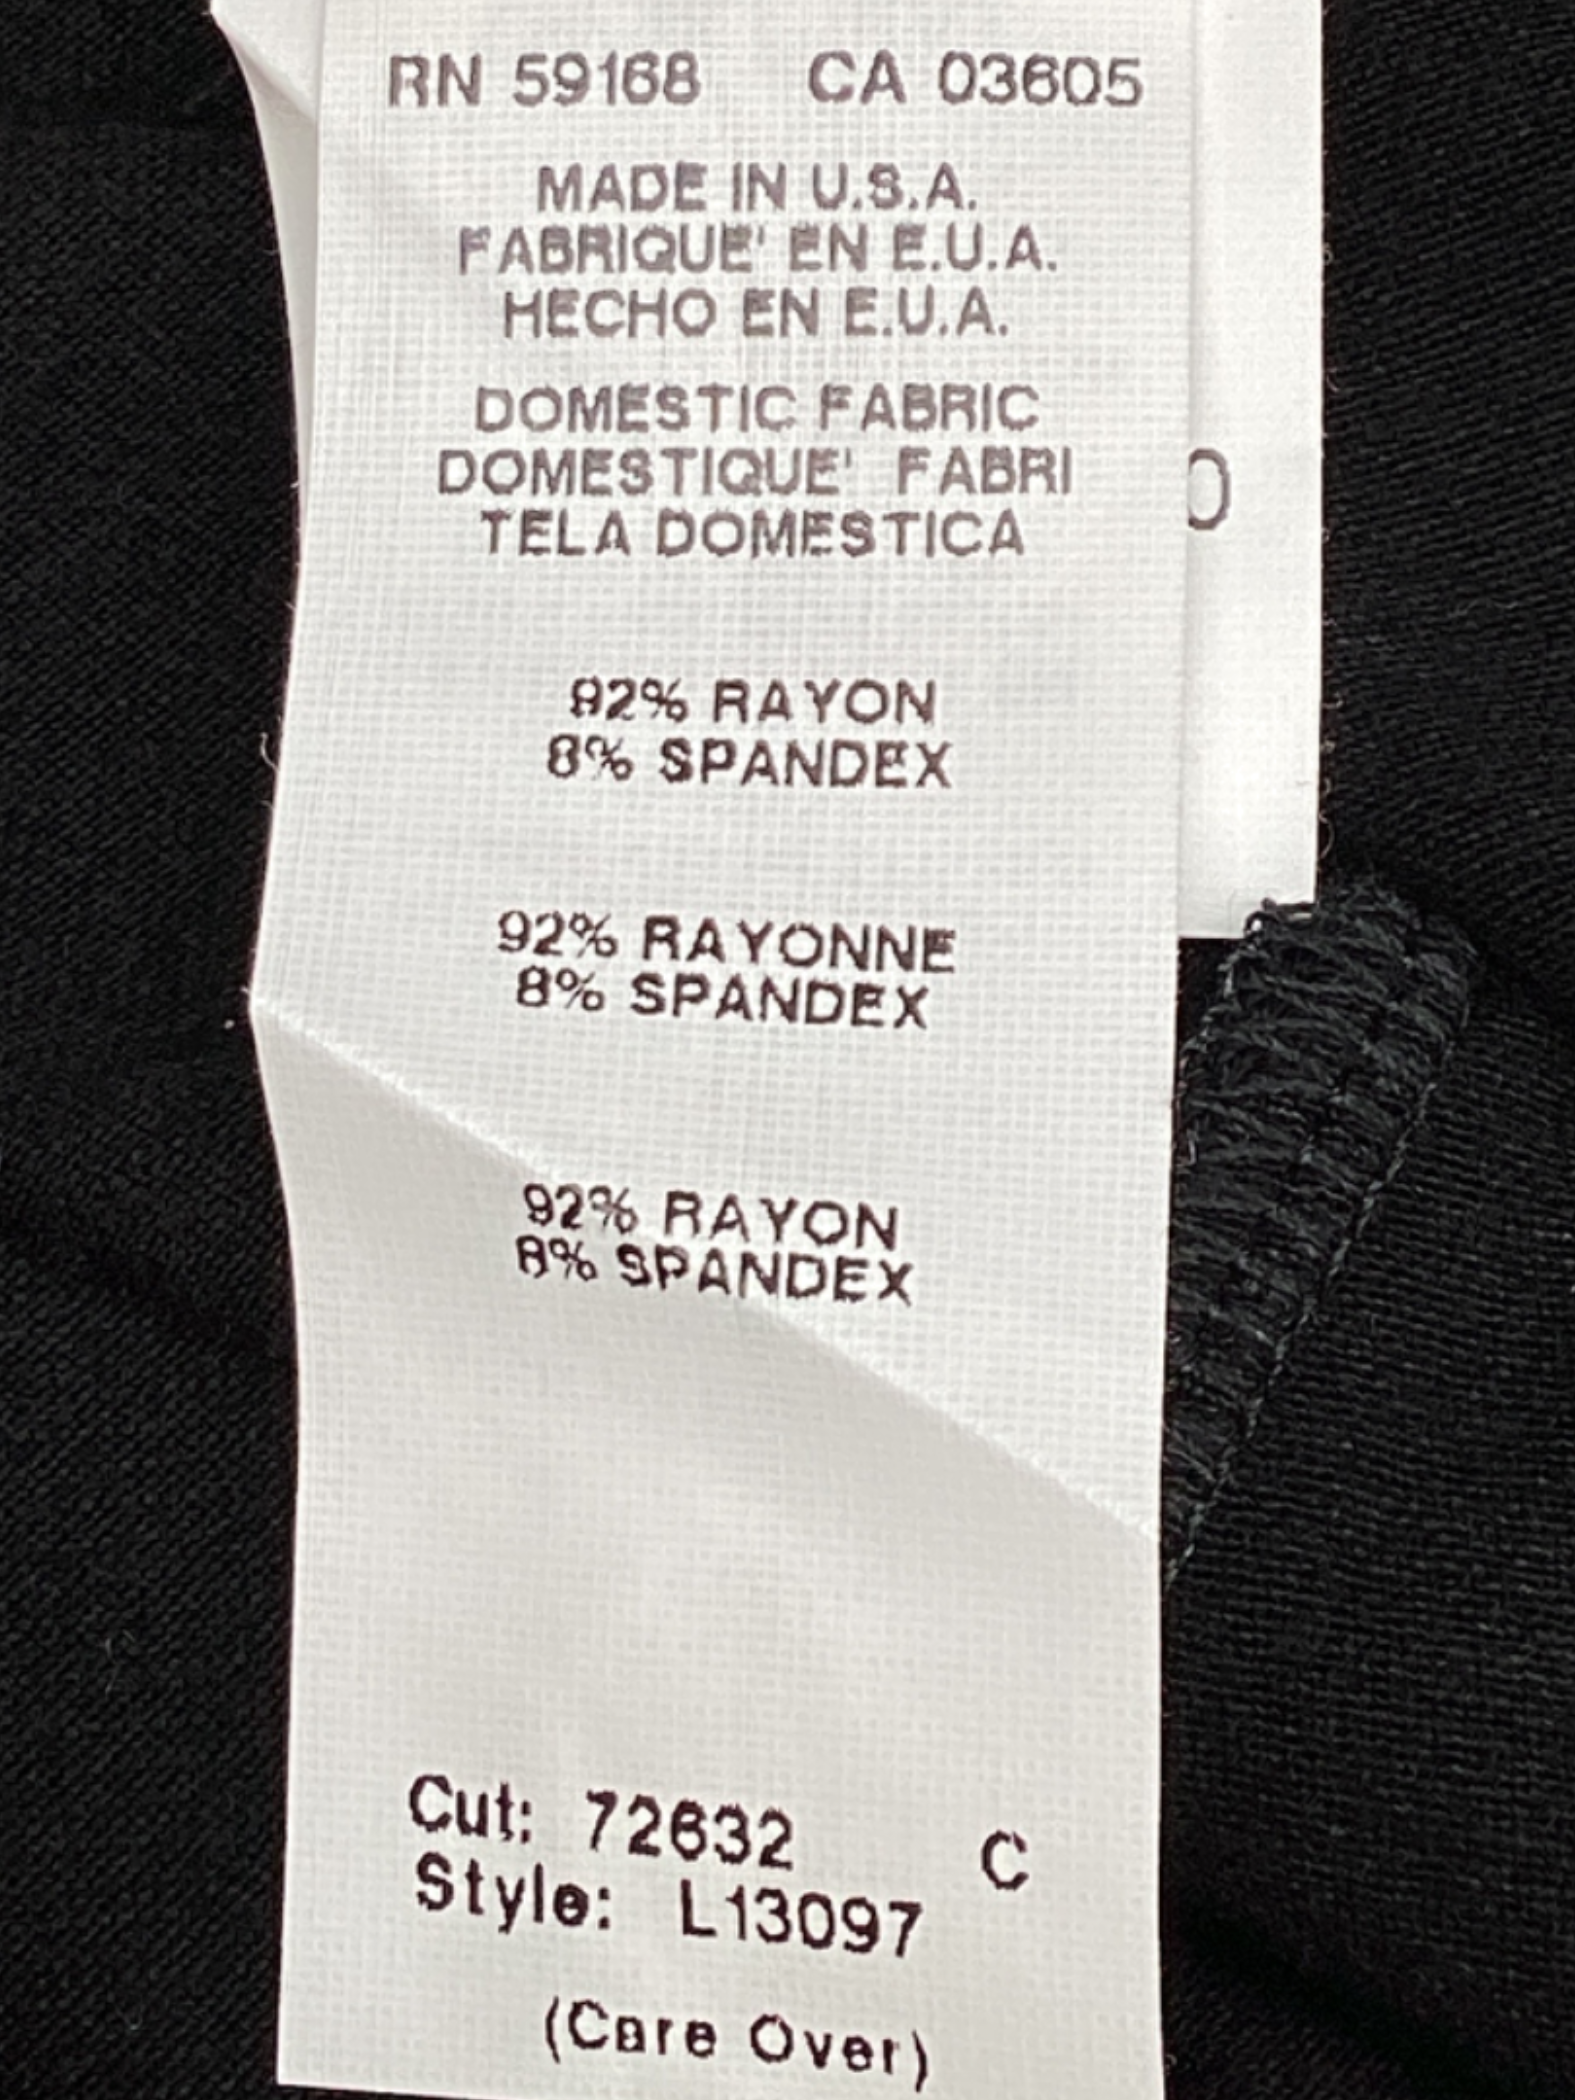 RN 59168 CA 03605
MADE IN U.S.A.
FABRIQUE' EN E.U.A.
HECHO EN E.U.A.
DOMESTIC FABRIC
DOMESTIQUE' FABRI
TELA DOMESTICA
0
92% RAYON
8% SPANDEX
92% RAYONNE
8% SPANDEX
92% RAYON
8% SPANDEX
Cut: 72632 C
Style: L13097
(Care Over)